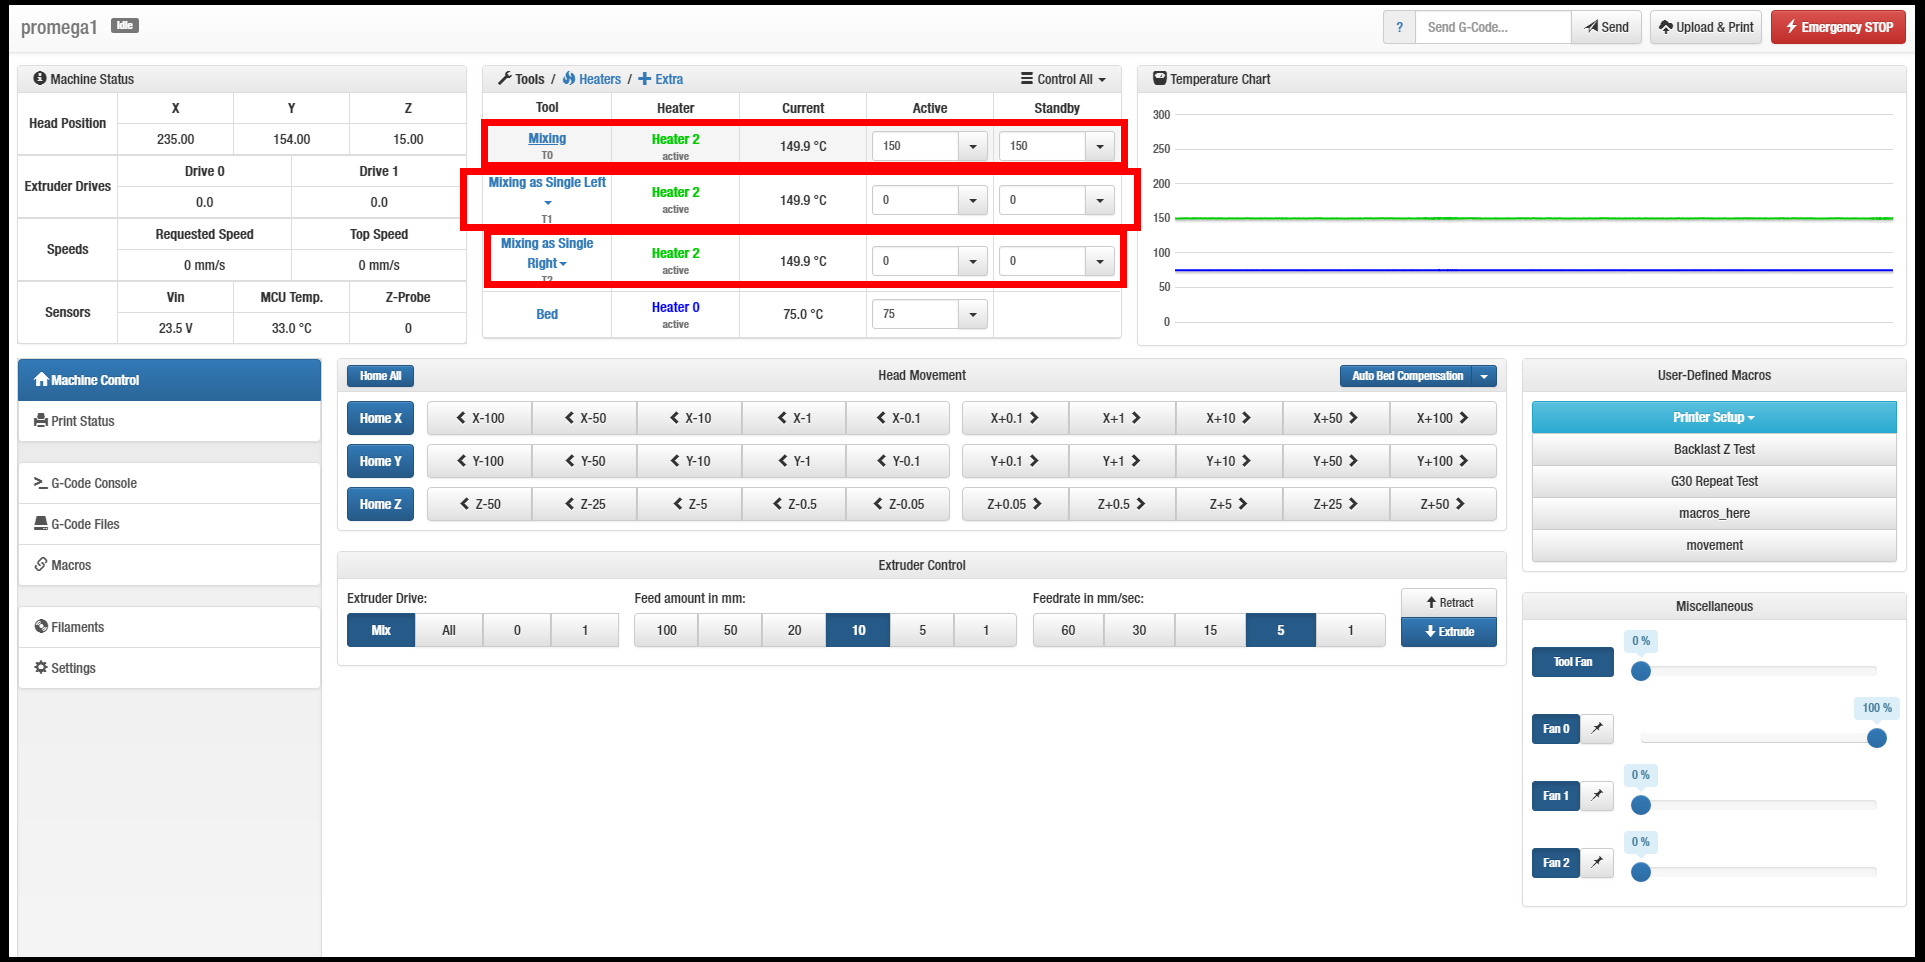 promega1 Idle
? Send G-Code... Send Upload & Print Emergency STOP
Machine Status
Head Position
X Y Z
235.00 154.00 15.00
Extruder Drives
Drive 0 Drive 1
0.0 0.0
Speeds
Requested Speed Top Speed
0 mm/s 0 mm/s
Sensors
Vin MCU Temp. Z-Probe
23.5 V 33.0 °C 0
Tools / Heaters / Extra Control All
Tool Heater Current Active Standby
Mixing
T0
Heater 2
active
149.9 °C 150 150
Mixing as Single Left
T1
Heater 2
active
149.9 °C 0 0
Mixing as Single
Right
T2
Heater 2
active
149.9 °C 0 0
Bed
Heater 0
active
75.0 °C 75
Temperature Chart
300
250
200
150
100
50
0
Machine Control
Print Status
G-Code Console
G-Code Files
Macros
Filaments
Settings
Home All Head Movement Auto Bed Compensation
Home X X-100 X-50 X-10 X-1 X-0.1 X+0.1 X+1 X+10 X+50 X+100
Home Y Y-100 Y-50 Y-10 Y-1 Y-0.1 Y+0.1 Y+1 Y+10 Y+50 Y+100
Home Z Z-50 Z-25 Z-5 Z-0.5 Z-0.05 Z+0.05 Z+0.5 Z+5 Z+25 Z+50
Extruder Control
Extruder Drive:
Mix All 0 1
Feed amount in mm:
100 50 20 10 5 1
Feedrate in mm/sec:
60 30 15 5 1
Retract
Extrude
User-Defined Macros
Printer Setup
Backlast Z Test
G30 Repeat Test
macros_here
movement
Miscellaneous
Tool Fan 0 %
Fan 0 100 %
Fan 1 0 %
Fan 2 0 %